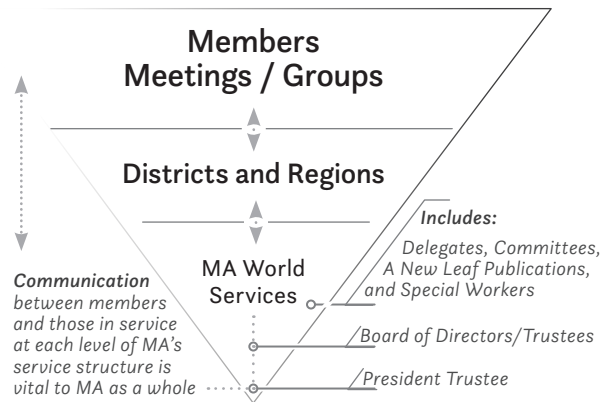 Members
Meetings / Groups
Districts and Regions
MA World
Services
Includes:
Delegates, Committees,
A New Leaf Publications,
and Special Workers
Board of Directors/Trustees
President Trustee
Communication
between members
and those in service
at each level of MA’s
service structure is
vital to MA as a whole